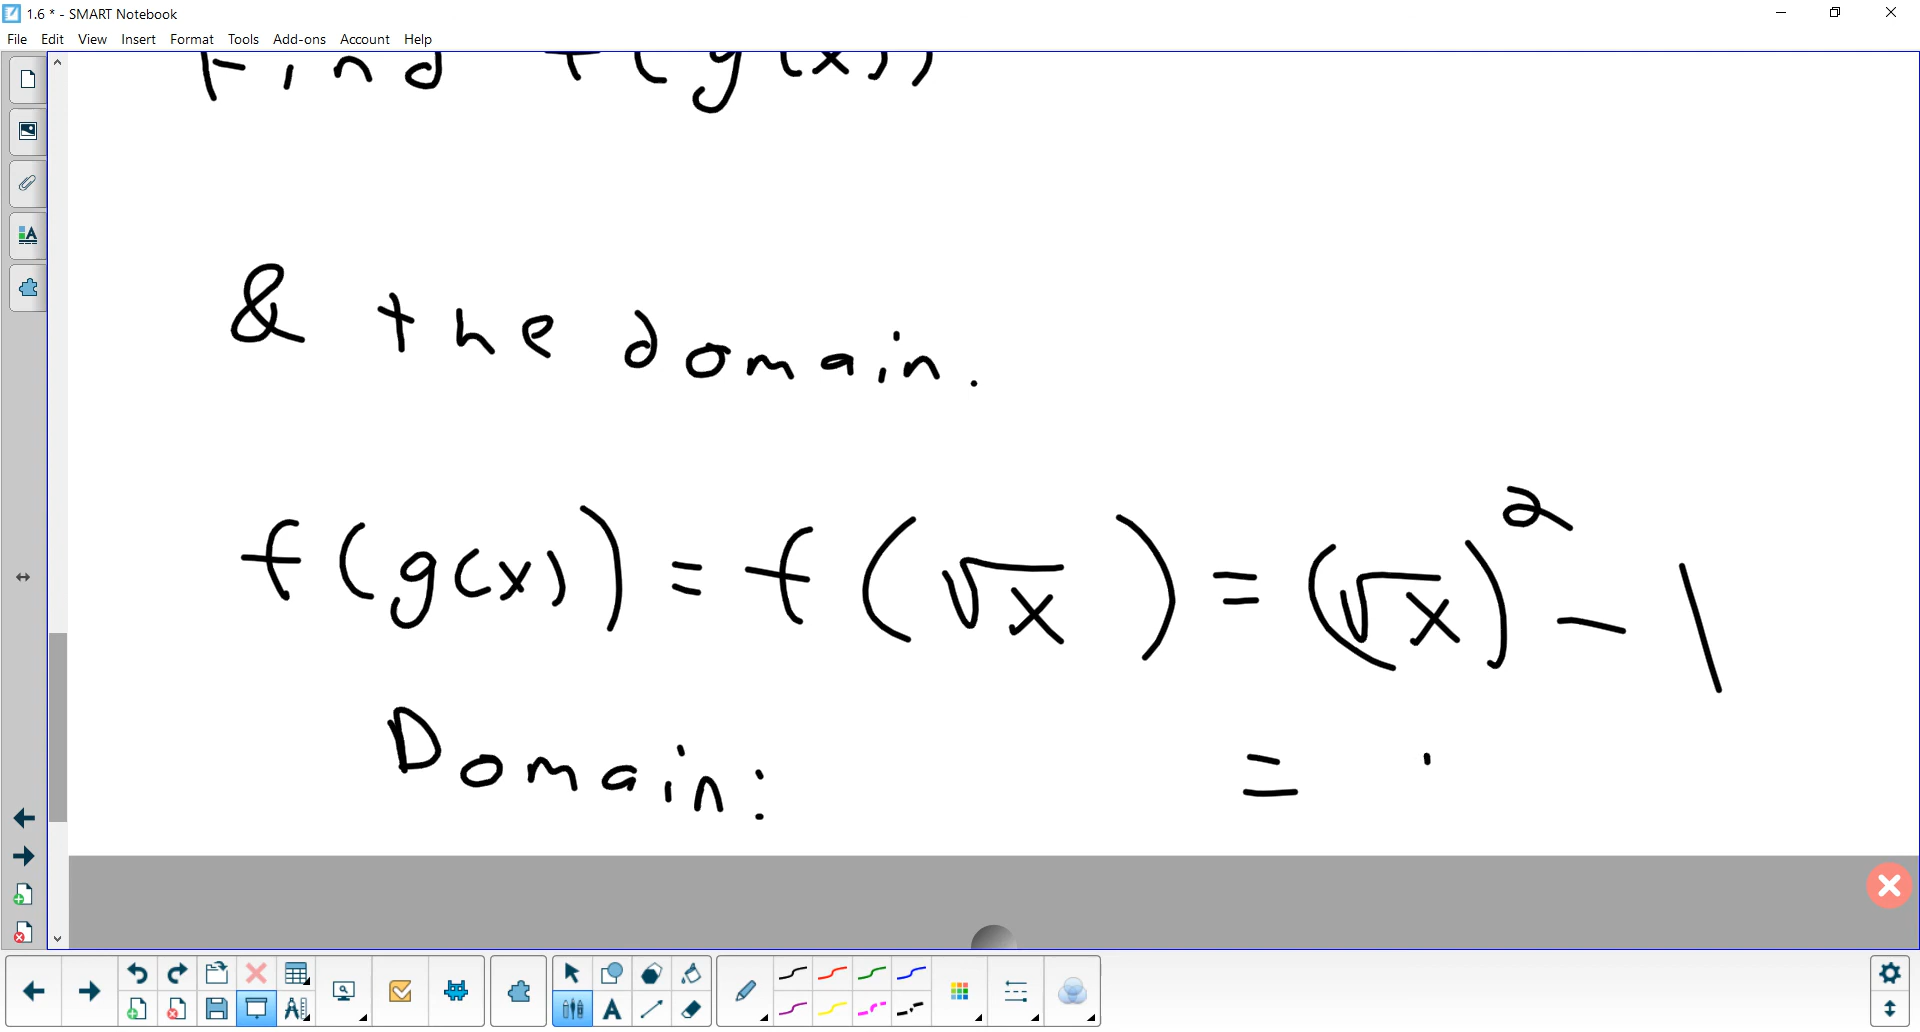 1.6 * - SMART Notebook
File Edit View Insert Format Tools Add-ons Account Help
Find f(g(x))
& the domain.
f(g(x)) = f(√x) = (√x)² - 1
Domain: =